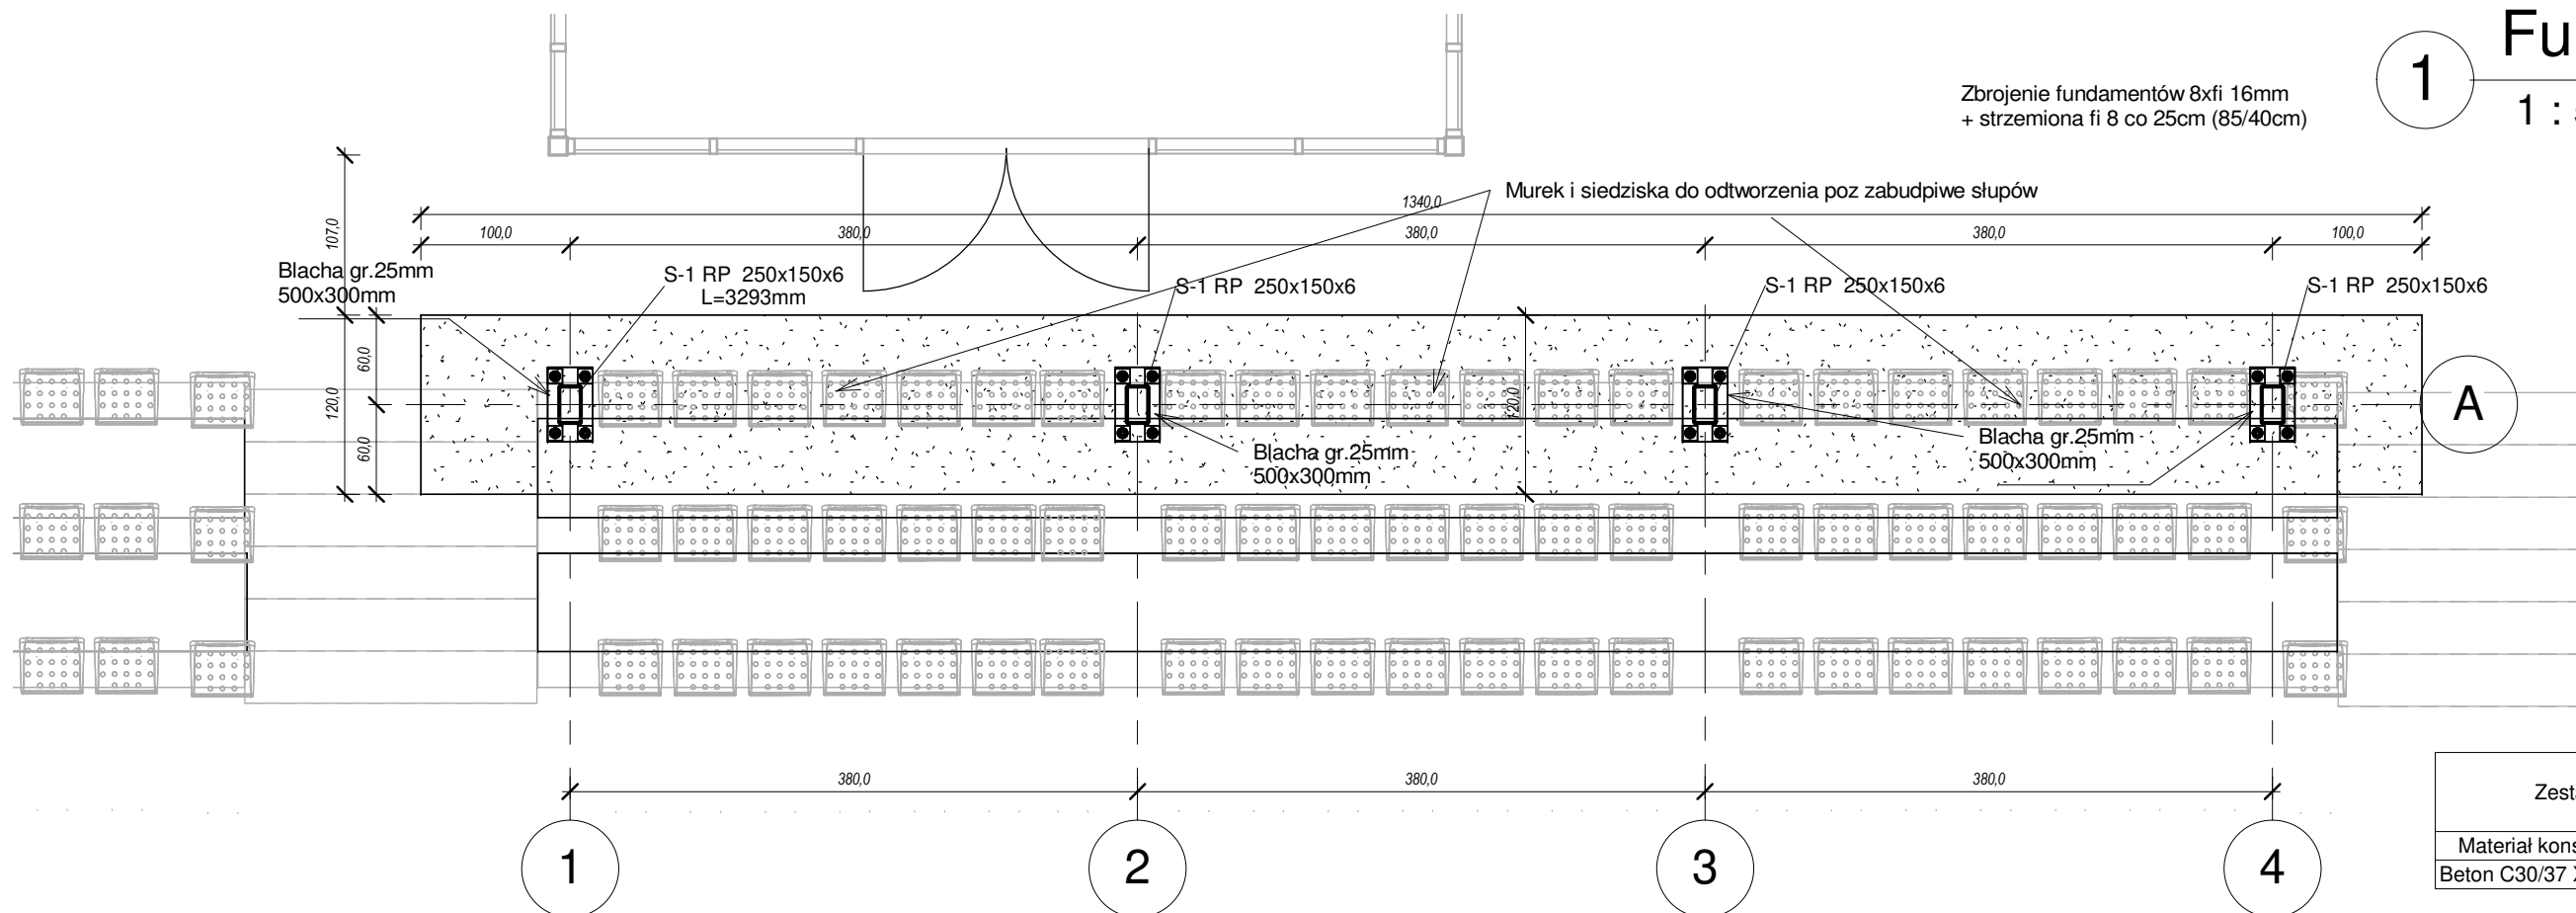 Fu
1
1 :
Zbrojenie fundamentów 8xfi 16mm
+ strzemiona fi 8 co 25cm (85/40cm)
Murek i siedziska do odtworzenia poz zabudpiwe słupów
1340,0
100,0
380,0
380,0
380,0
100,0
107,0
Blacha gr.25mm
500x300mm
S-1 RP 250x150x6
L=3293mm
S-1 RP 250x150x6
S-1 RP 250x150x6
S-1 RP 250x150x6
60,0
120,0
60,0
120,0
A
Blacha gr.25mm
500x300mm
Blacha gr.25mm
500x300mm
380,0
380,0
380,0
1
2
3
4
Zest
Materiał kons
Beton C30/37 X